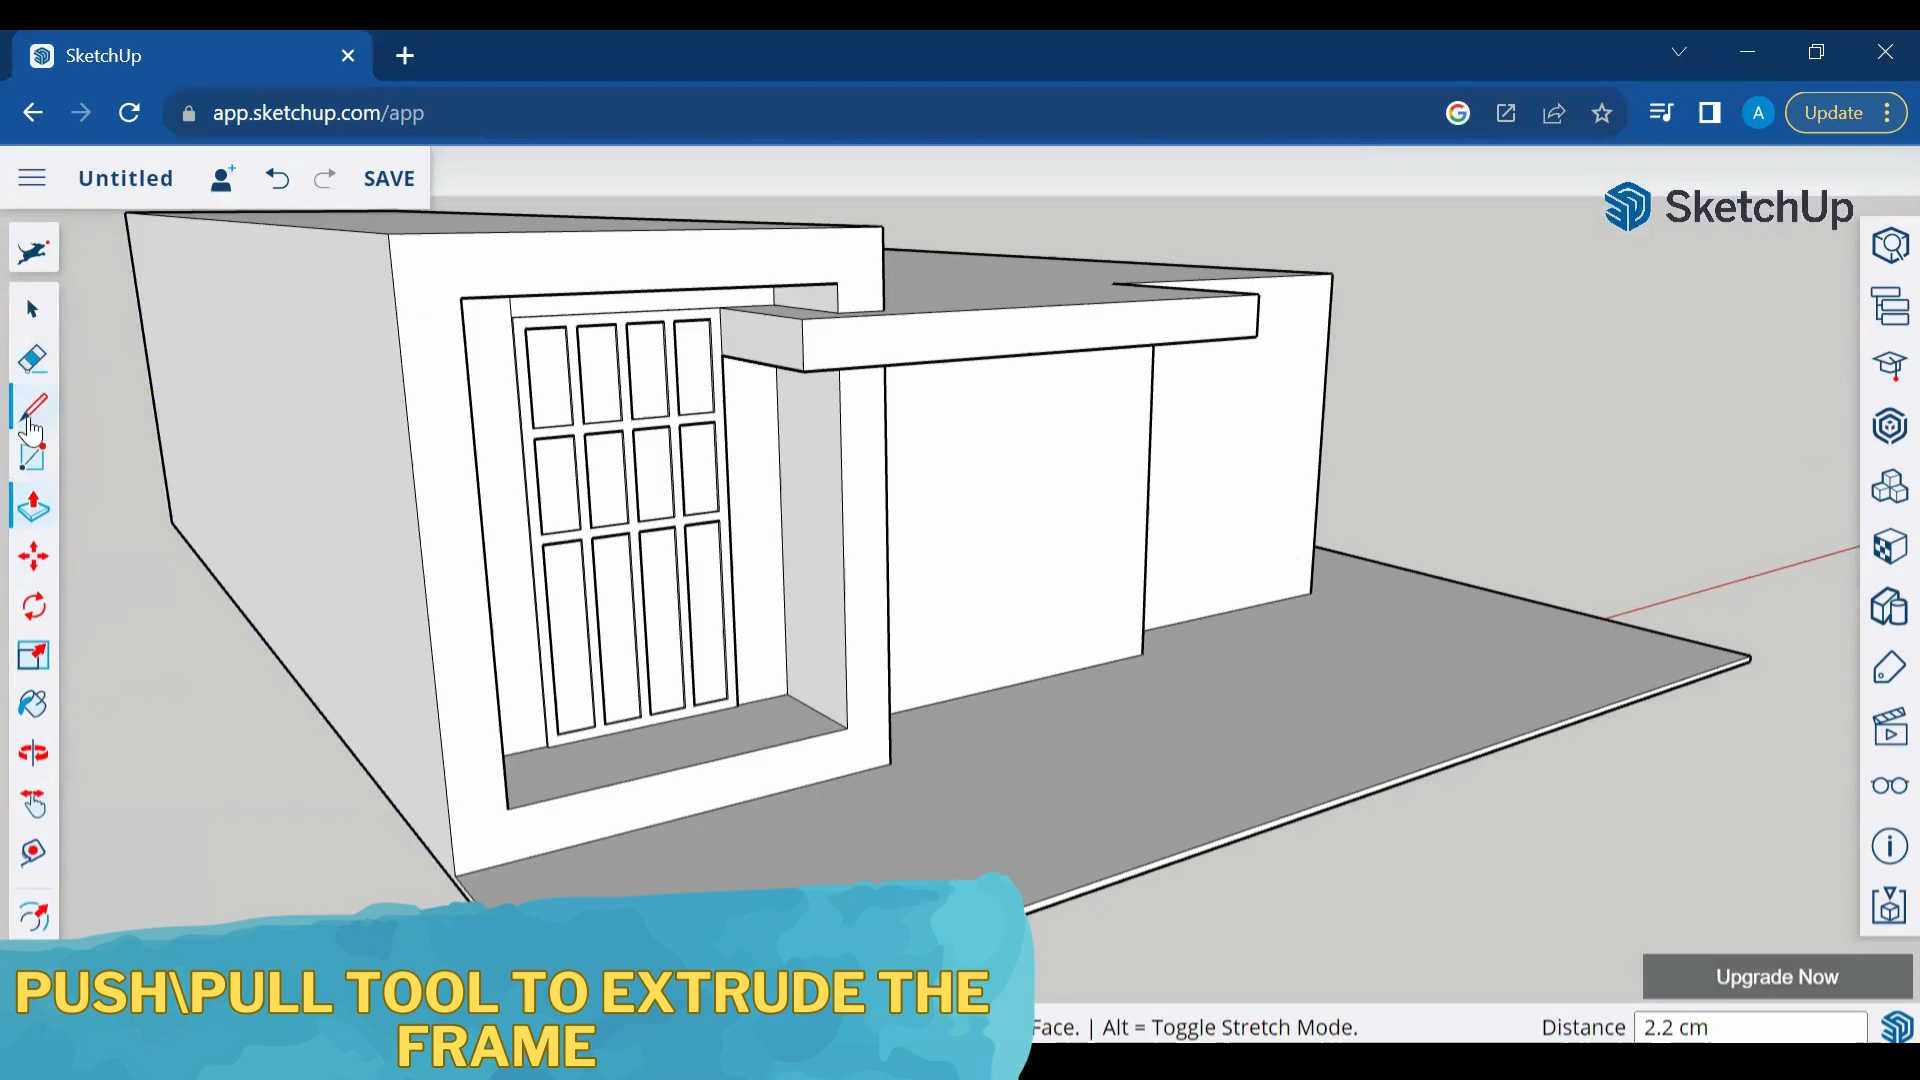 SketchUp
app.sketchup.com/app
A
Update
Untitled
SAVE
SketchUp
Upgrade Now
PUSH\PULL TOOL TO EXTRUDE THE
FRAME
Face. | Alt = Toggle Stretch Mode.
Distance
2.2 cm